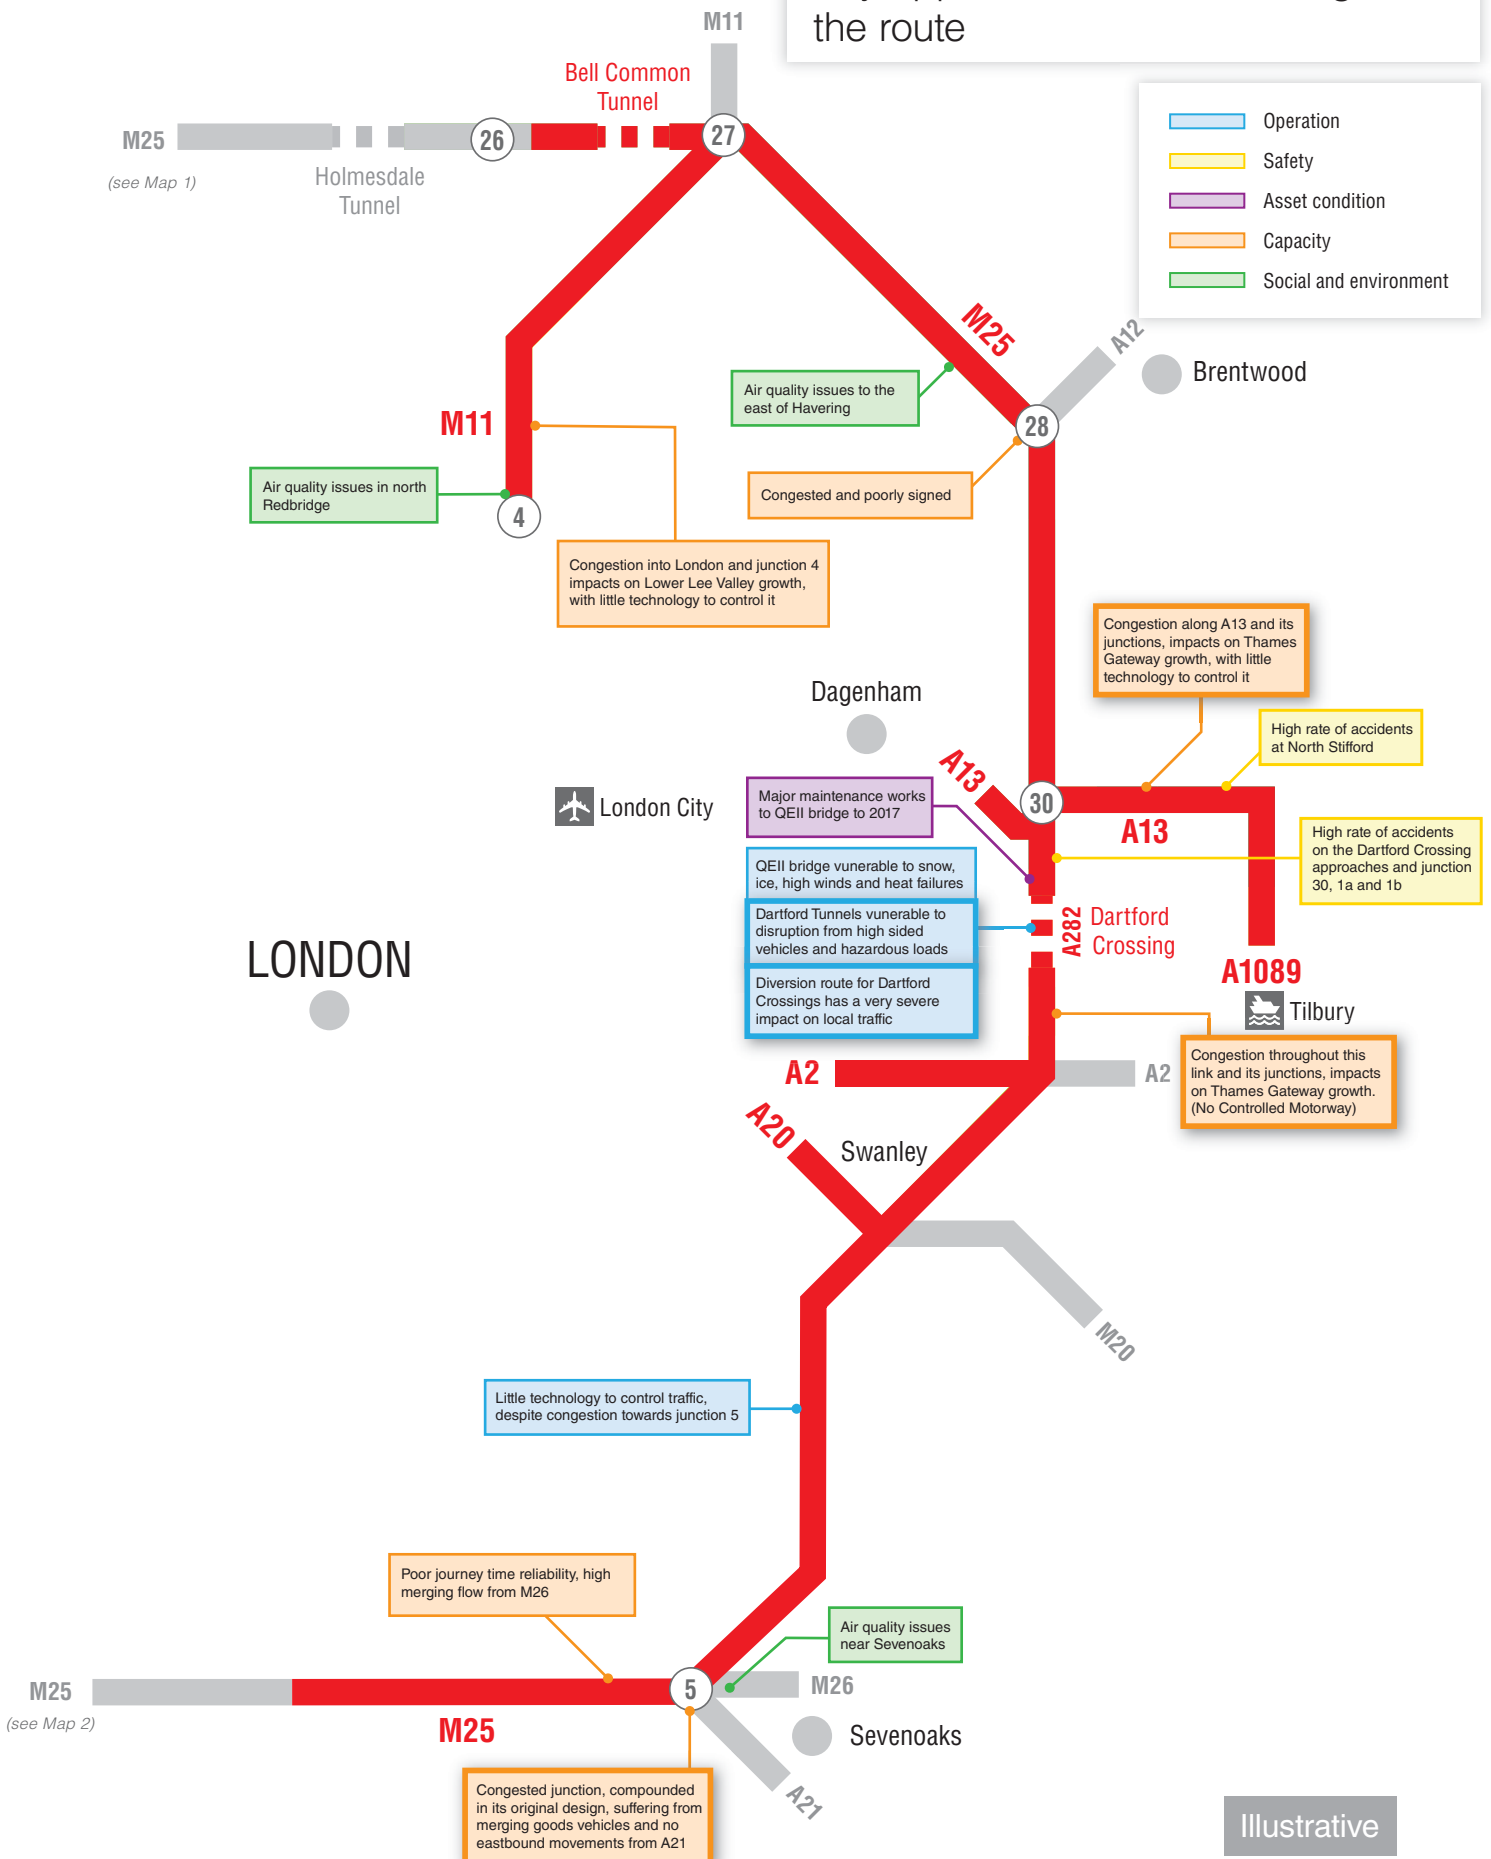 the route
M11
Bell Common
Tunnel
M25
26
27
(see Map 1)
Holmesdale
Tunnel
Operation
Safety
Asset condition
Capacity
Social and environment
M25
A12
Brentwood
Air quality issues to the
east of Havering
28
M11
Air quality issues in north
Redbridge
4
Congested and poorly signed
Congestion into London and junction 4
impacts on Lower Lee Valley growth,
with little technology to control it
Congestion along A13 and its
junctions, impacts on Thames
Gateway growth, with little
technology to control it
Dagenham
High rate of accidents
at North Stifford
A13
London City
Major maintenance works
to QEII bridge to 2017
30
A13
High rate of accidents
on the Dartford Crossing
approaches and junction
30, 1a and 1b
QEII bridge vunerable to snow,
ice, high winds and heat failures
Dartford Tunnels vunerable to
disruption from high sided
vehicles and hazardous loads
Diversion route for Dartford
Crossings has a very severe
impact on local traffic
A282
Dartford
Crossing
LONDON
A1089
Tilbury
A2
A2
Congestion throughout this
link and its junctions, impacts
on Thames Gateway growth.
(No Controlled Motorway)
A20
Swanley
M20
Little technology to control traffic,
despite congestion towards junction 5
Poor journey time reliability, high
merging flow from M26
Air quality issues
near Sevenoaks
M25
(see Map 2)
M25
5
M26
Sevenoaks
A21
Congested junction, compounded
in its original design, suffering from
merging goods vehicles and no
eastbound movements from A21
Illustrative